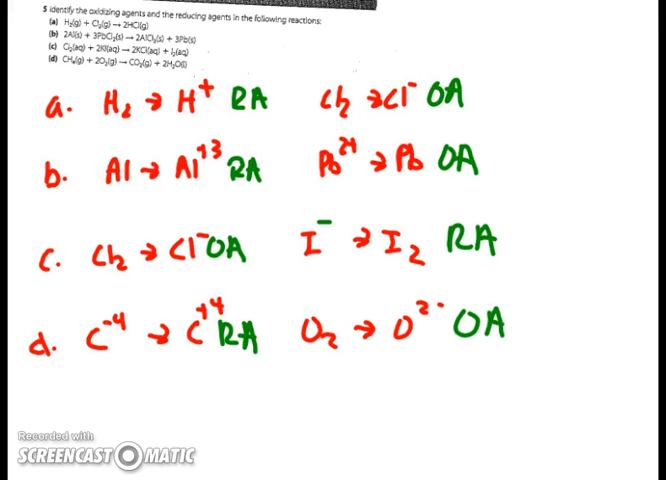 5 Identify the oxidizing agents and the reducing agents in the following reactions:
(a) H₂(g) + Cl₂(g) → 2HCl(g)
(b) 2Al(s) + 3PbCl₂(s) → 2AlCl₃(s) + 3Pb(s)
(c) Cl₂(aq) + 2KI(aq) → 2KCl(aq) + I₂(aq)
(d) CH₄(g) + 2O₂(g) → CO₂(g) + 2H₂O(l)
a. H₂ → H⁺ RA Cl₂ → Cl⁻ OA
b. Al → Al⁺³ RA Pb²⁺ → Pb OA
c. Cl₂ → Cl⁻ OA I⁻ → I₂ RA
d. C⁻⁴ → C⁺⁴ RA O₂ → O²⁻ OA
Recorded with
SCREENCAST O MATIC